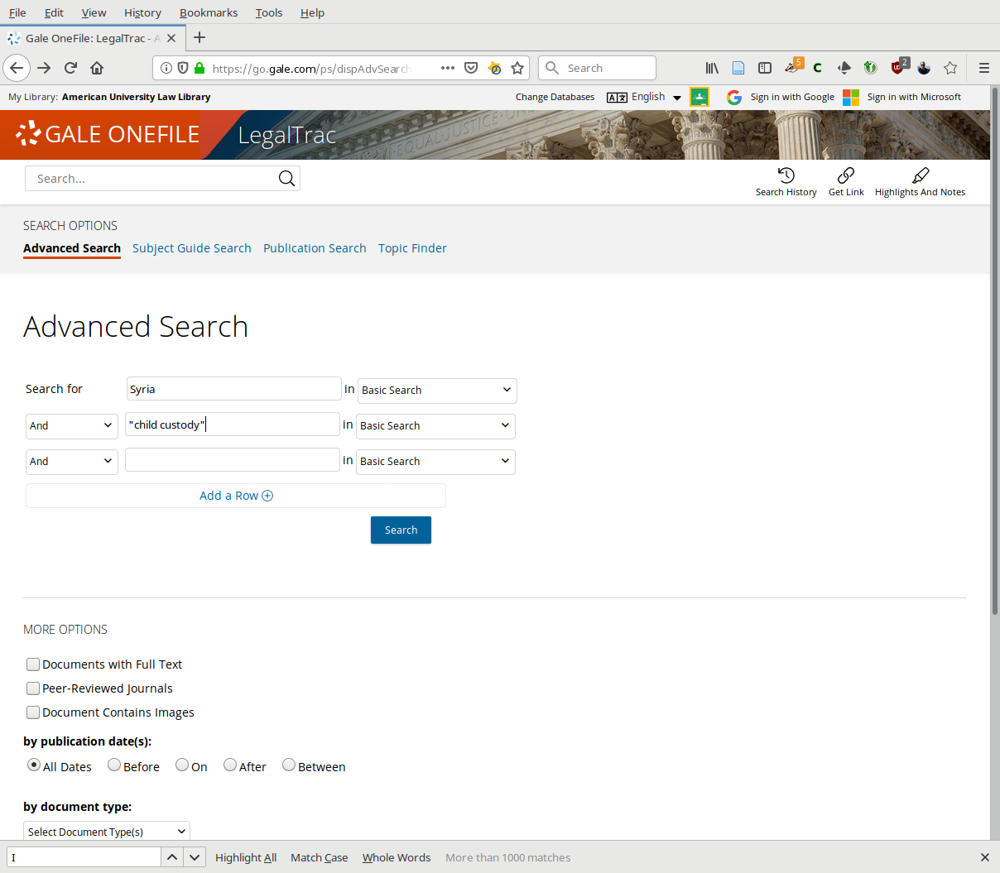 File Edit View History Bookmarks Tools Help
Gale OneFile: LegalTrac - A
https://go.gale.com/ps/dispAdvSearch
Search
5
2
My Library: American University Law Library
Change Databases
English
Sign in with Google
Sign in with Microsoft
GALE ONEFILE
LegalTrac
Search...
Search History
Get Link
Highlights And Notes
SEARCH OPTIONS
Advanced Search Subject Guide Search Publication Search Topic Finder
Advanced Search
Search for Syria in Basic Search
And "child custody" in Basic Search
And in Basic Search
Add a Row
Search
MORE OPTIONS
Documents with Full Text
Peer-Reviewed Journals
Document Contains Images
by publication date(s):
All Dates Before On After Between
by document type:
Select Document Type(s)
I Highlight All Match Case Whole Words More than 1000 matches